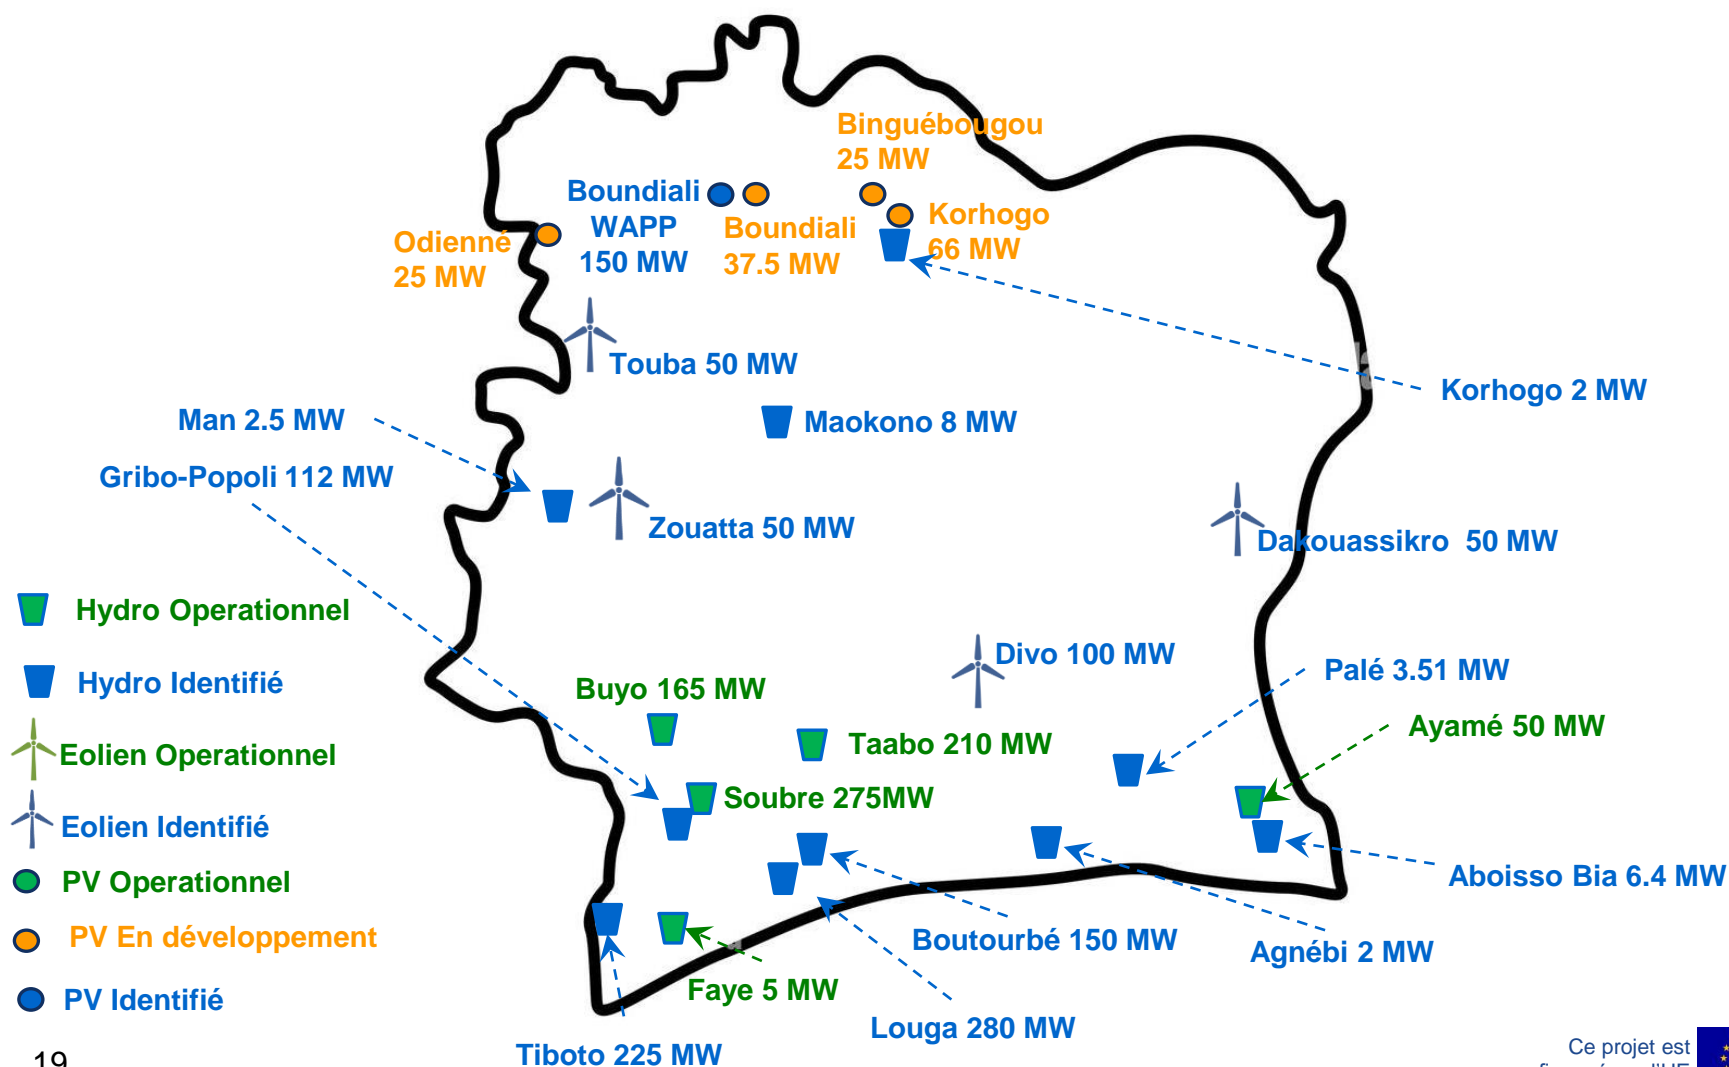 Binguébougou
25 MW
Boundiali
WAPP
150 MW
Boundiali
37.5 MW
Korhogo
66 MW
Odienné
25 MW
Touba 50 MW
Korhogo 2 MW
Man 2.5 MW
Maokono 8 MW
Gribo-Popoli 112 MW
Zouatta 50 MW
Dakouassikro 50 MW
Hydro Operationnel
Hydro Identifié
Eolien Operationnel
Eolien Identifié
PV Operationnel
PV En développement
PV Identifié
Divo 100 MW
Palé 3.51 MW
Buyo 165 MW
Ayamé 50 MW
Taabo 210 MW
Soubre 275MW
Aboisso Bia 6.4 MW
Boutourbé 150 MW
Agnébi 2 MW
Faye 5 MW
Louga 280 MW
Tiboto 225 MW
19
Ce projet est